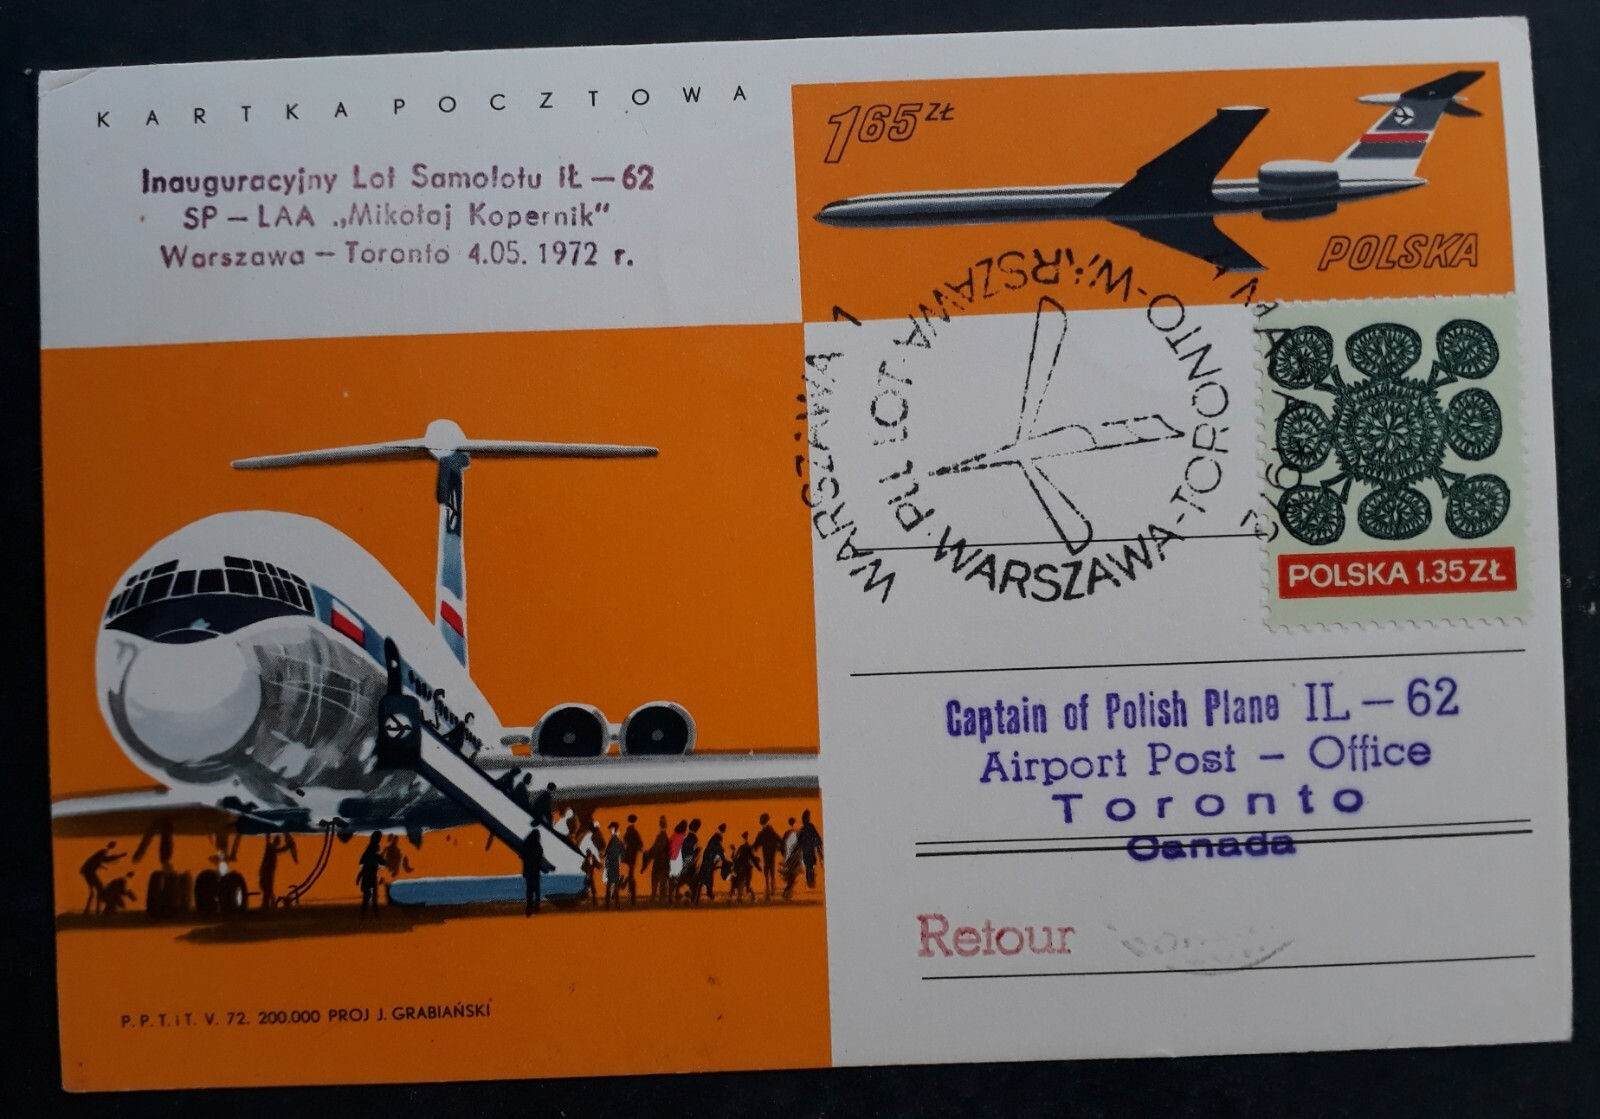 KARTKA POCZTOWA
Inauguracyjny Lot Samolotu IŁ – 62
SP – LAA „Mikołaj Kopernik"
Warszawa – Toronto 4.05. 1972 r.
1 65 ZŁ
POLSKA
WARSZAWA 1
PLL LOT
WARSZAWA-TORONTO-WARSZAWA
POLSKA 1.35 ZŁ
Captain of Polish Plane IL – 62
Airport Post – Office
Toronto
Canada
Retour
P.P.T.iT. V. 72. 200.000 PROJ J. GRABIAŃSKI